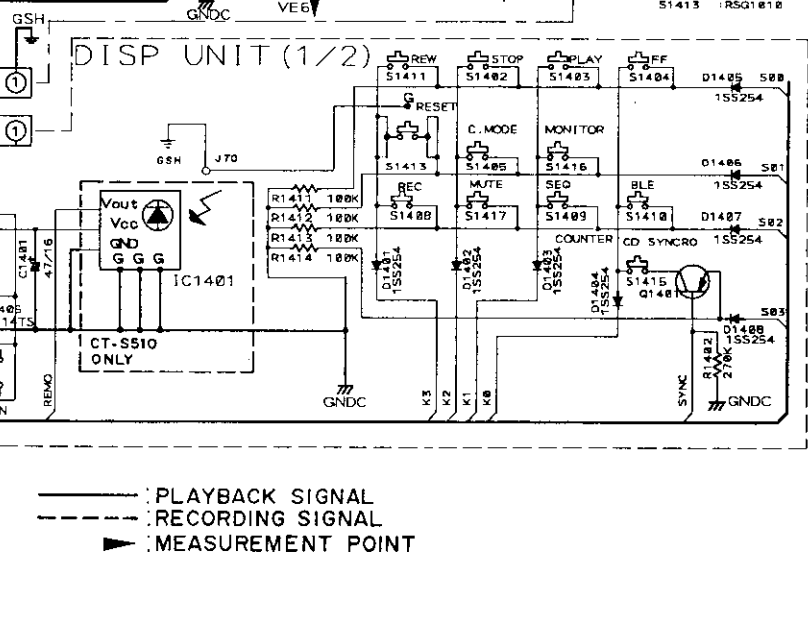 GSH
GNDC
VE6
S1413 :RSG1010
DISP UNIT(1/2)
REW
S1411
STOP
S1402
PLAY
S1403
FF
S1404
D1405
1SS254
S00
1
1
G
RESET
S1413
GSH
J70
C.MODE
S1405
MONITOR
S1416
D1406
1SS254
S01
REC
S1408
MUTE
S1417
SEQ
S1409
BLE
S1410
D1407
1SS254
S02
R1411 100K
R1412 100K
R1413 100K
R1414 100K
Vout
Vcc
GND
G G G
IC1401
C1401
47/16
CT-S510
ONLY
COUNTER
CD SYNCRO
D1401
1SS254
D1402
1SS254
D1403
1SS254
D1404
1SS254
S1415
Q1401
D1408
1SS254
S03
R1402
270K
GNDC
GNDC
14TS
REMO
K3
K2
K1
K0
SYNC
:PLAYBACK SIGNAL
:RECORDING SIGNAL
:MEASUREMENT POINT